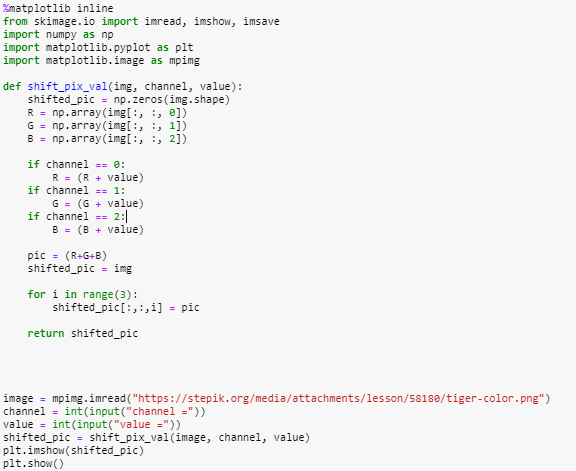 %matplotlib inline
from skimage.io import imread, imshow, imsave
import numpy as np
import matplotlib.pyplot as plt
import matplotlib.image as mpimg
def shift_pix_val(img, channel, value):
    shifted_pic = np.zeros(img.shape)
    R = np.array(img[:, :, 0])
    G = np.array(img[:, :, 1])
    B = np.array(img[:, :, 2])
    if channel == 0:
        R = (R + value)
    if channel == 1:
        G = (G + value)
    if channel == 2:
        B = (B + value)
    pic = (R+G+B)
    shifted_pic = img
    for i in range(3):
        shifted_pic[:,:,i] = pic
    return shifted_pic
image = mpimg.imread("https://stepik.org/media/attachments/lesson/58180/tiger-color.png")
channel = int(input("channel ="))
value = int(input("value ="))
shifted_pic = shift_pix_val(image, channel, value)
plt.imshow(shifted_pic)
plt.show()